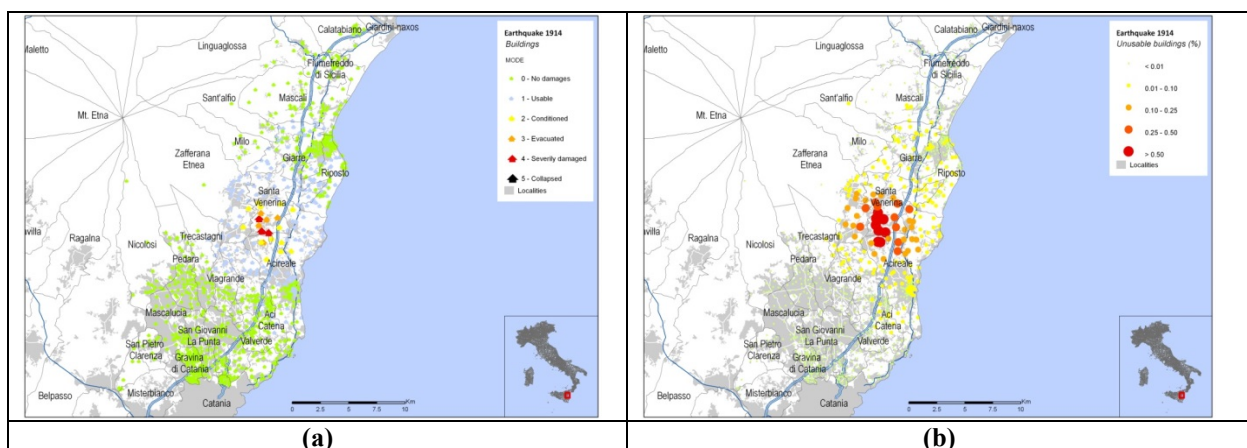 Calatabiano
Giardini-naxos
Maletto
Linguaglossa
Fiumefreddo
di Sicilia
Sant'alfio
Mascali
Mt. Etna
Milo
Zafferana
Etnea
Giarre
Riposto
Santa
Venerina
Ragalna
Nicolosi
Trecastagni
Pedara
Viagrande
Acireale
Mascalucia
Aci
Catena
San Giovanni
La Punta
San Pietro
Clarenza
Valverde
Gravina
di Catania
Belpasso
Misterbianco
Catania
0 2.5 5 7.5 10
Km
Earthquake 1914
Buildings
MODE
0 - No damages
1 - Usable
2 - Conditioned
3 - Evacuated
4 - Severily damaged
5 - Collapsed
Localities
(a)
Calatabiano
Giardini-naxos
Maletto
Linguaglossa
Fiumefreddo
di Sicilia
Sant'alfio
Mascali
Mt. Etna
Milo
Zafferana
Etnea
Giarre
Riposto
Santa
Venerina
Ragalna
Nicolosi
Trecastagni
Pedara
Viagrande
Acireale
Mascalucia
Aci
Catena
San Giovanni
La Punta
San Pietro
Clarenza
Valverde
Gravina
di Catania
Belpasso
Misterbianco
Catania
0 2.5 5 7.5 10
Km
Earthquake 1914
Unusable buildings (%)
< 0.01
0.01 - 0.10
0.10 - 0.25
0.25 - 0.50
> 0.50
Localities
(b)